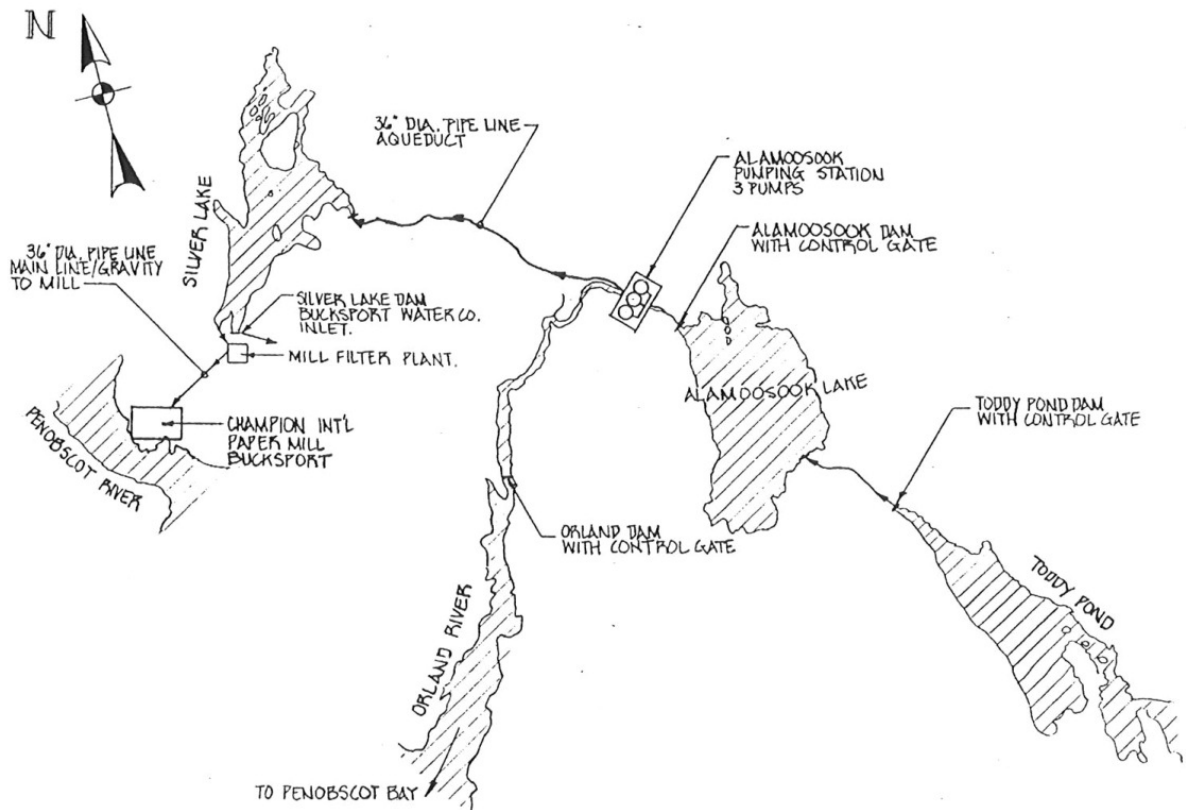 N
36" DIA. PIPE LINE
AQUEDUCT
ALAMOOSOOK
PUMPING STATION
3 PUMPS
SILVER LAKE
ALAMOOSOOK DAM
WITH CONTROL GATE
36" DIA. PIPE LINE
MAIN LINE/GRAVITY
TO MILL
SILVER LAKE DAM
BUCKSPORT WATER CO.
INLET.
MILL FILTER PLANT.
ALAMOOSOOK LAKE
TODDY POND DAM
WITH CONTROL GATE
CHAMPION INT'L
PAPER MILL
BUCKSPORT
PENOBSCOT RIVER
ORLAND DAM
WITH CONTROL GATE
TODDY POND
ORLAND RIVER
TO PENOBSCOT BAY